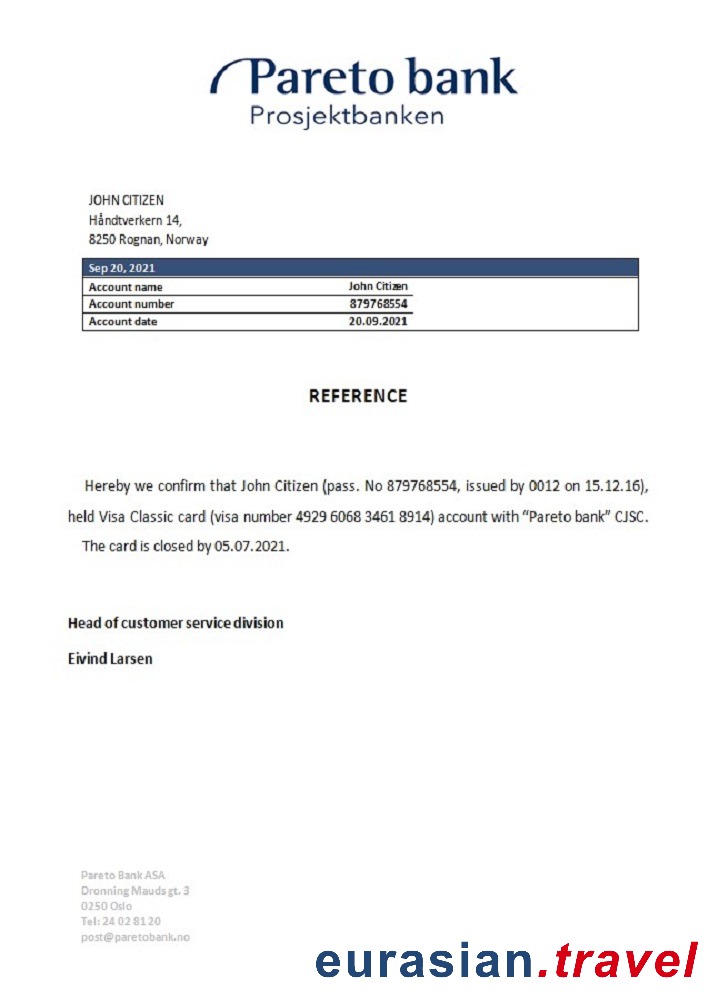 Pareto bank
Prosjektbanken
JOHN CITIZEN
Håndtverkern 14,
8250 Rognan, Norway
Sep 20, 2021
Account name John Citizen
Account number 879768554
Account date 20.09.2021
REFERENCE
Hereby we confirm that John Citizen (pass. No 879768554, issued by 0012 on 15.12.16),
held Visa Classic card (visa number 4929 6068 3461 8914) account with “Pareto bank” CJSC.
The card is closed by 05.07.2021.
Head of customer service division
Eivind Larsen
Pareto Bank ASA
Dronning Mauds gt. 3
0250 Oslo
Tel: 24 02 81 20
post@paretobank.no
eurasian.travel